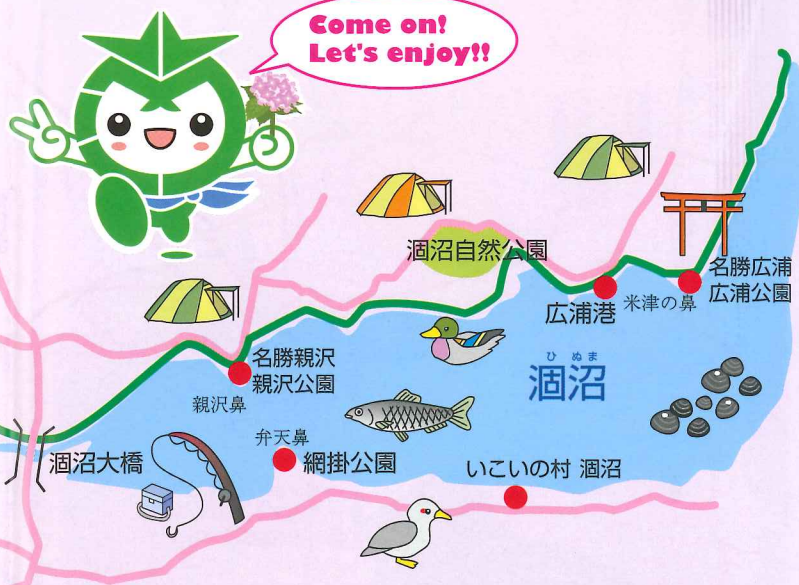 Come on!
Let's enjoy!!
涸沼自然公園
名勝広浦
広浦公園
米津の鼻
広浦港
ひぬま
涸沼
名勝親沢
親沢公園
親沢鼻
弁天鼻
網掛公園
涸沼大橋
いこいの村 涸沼